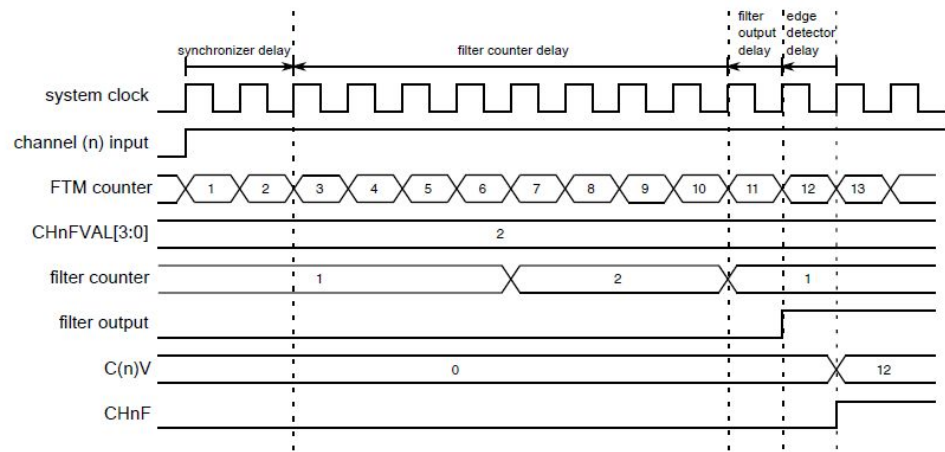 synchronizer delay
filter counter delay
filter
output
delay
edge
detector
delay
system clock
channel (n) input
FTM counter
1 2 3 4 5 6 7 8 9 10 11 12 13
CHnFVAL[3:0]
2
filter counter
1 2 1
filter output
C(n)V
0 12
CHnF